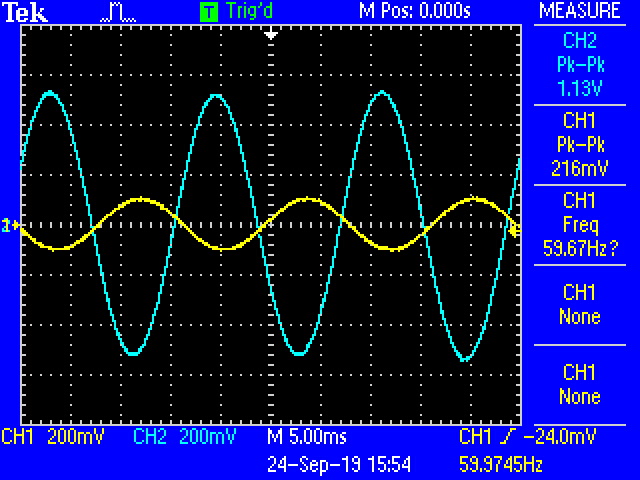 Tek
T Trig'd
M Pos: 0.000s
MEASURE
CH2
Pk-Pk
1.13V
CH1
Pk-Pk
216mV
CH1
Freq
59.67Hz?
CH1
None
CH1
None
CH1 200mV
CH2 200mV
M 5.00ms
CH1 -24.0mV
24-Sep-19 15:54
59.9745Hz